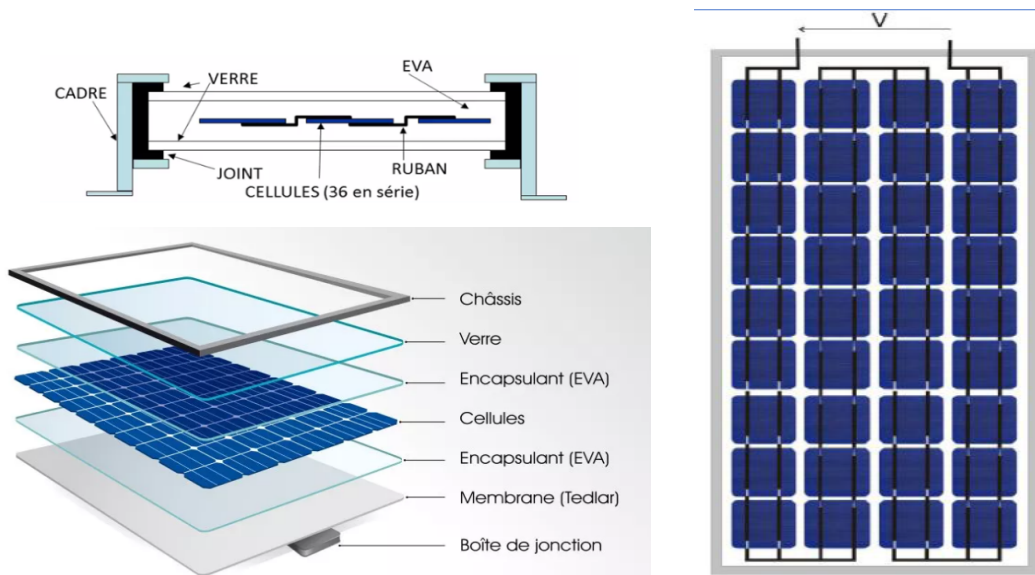 VERRE
EVA
CADRE
JOINT
RUBAN
CELLULES (36 en série)
Châssis
Verre
Encapsulant (EVA)
Cellules
Encapsulant (EVA)
Membrane (Tedlar)
Boîte de jonction
V